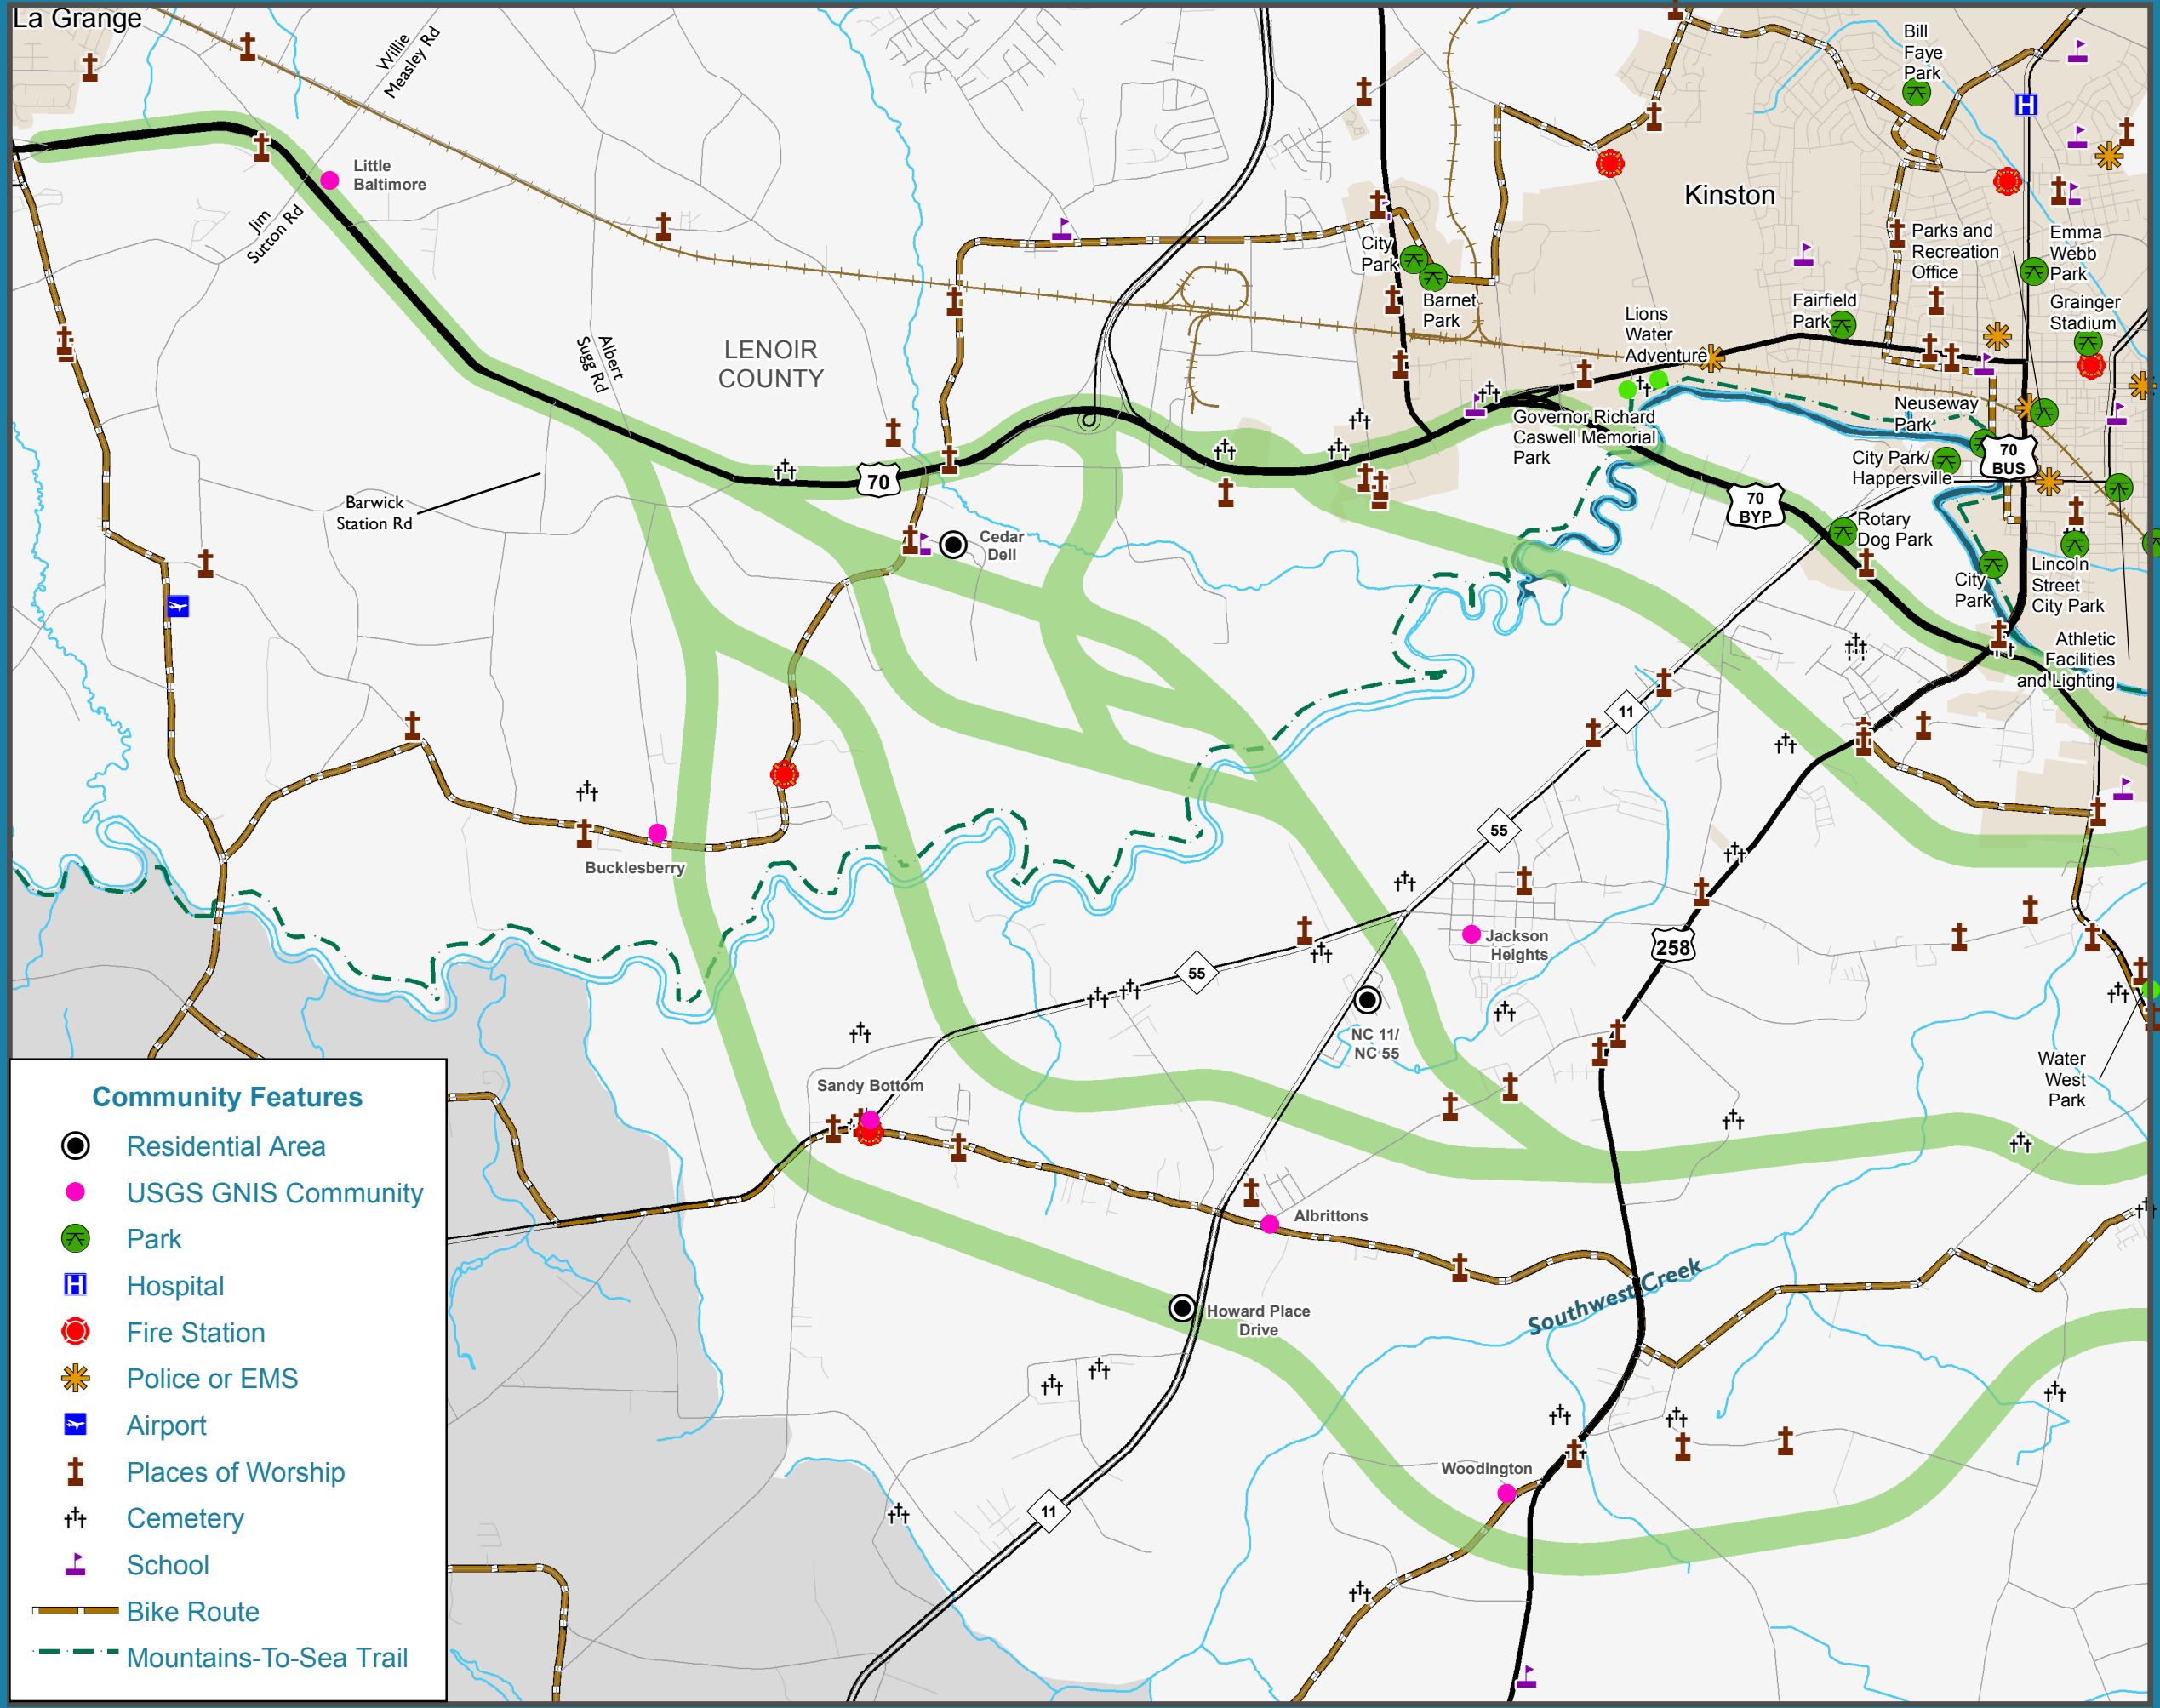 La Grange
Willie
Measley Rd
Little
Baltimore
Jim
Sutton Rd
Albert
Sugg Rd
LENOIR
COUNTY
Barwick
Station Rd
70
Cedar
Dell
Bill
Faye
Park
H
Kinston
City
Park
Barnet
Park
Parks and
Recreation
Office
Emma
Webb
Park
Grainger
Stadium
Fairfield
Park
Lions
Water
Adventure
Governor Richard
Caswell Memorial
Park
Neuseway
Park
City Park/
Happersville
70
BUS
70
BYP
Rotary
Dog Park
City
Park
Lincoln
Street
City Park
Athletic
Facilities
and Lighting
11
55
55
258
Bucklesberry
Jackson
Heights
NC 11/
NC 55
Sandy Bottom
Water
West
Park
Albrittons
Howard Place
Drive
Southwest Creek
Woodington
11
Community Features
Residential Area
USGS GNIS Community
Park
H Hospital
Fire Station
Police or EMS
Airport
Places of Worship
Cemetery
School
Bike Route
Mountains-To-Sea Trail